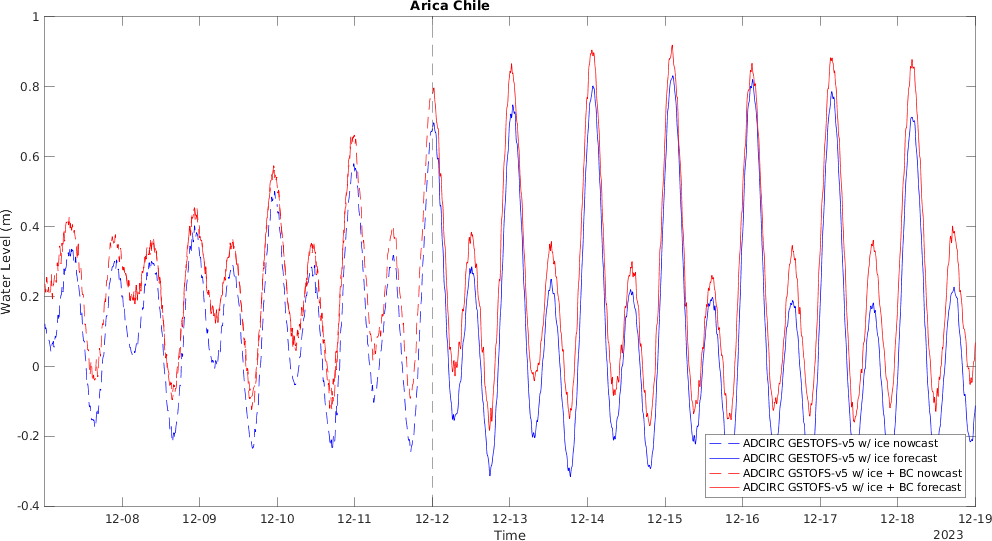 Arica Chile
1
0.8
0.6
0.4
0.2
0
-0.2
-0.4
Water Level (m)
12-08 12-09 12-10 12-11 12-12 12-13 12-14 12-15 12-16 12-17 12-18 12-19
Time
2023
ADCIRC GESTOFS-v5 w/ ice nowcast
ADCIRC GESTOFS-v5 w/ ice forecast
ADCIRC GSTOFS-v5 w/ ice + BC nowcast
ADCIRC GSTOFS-v5 w/ ice + BC forecast